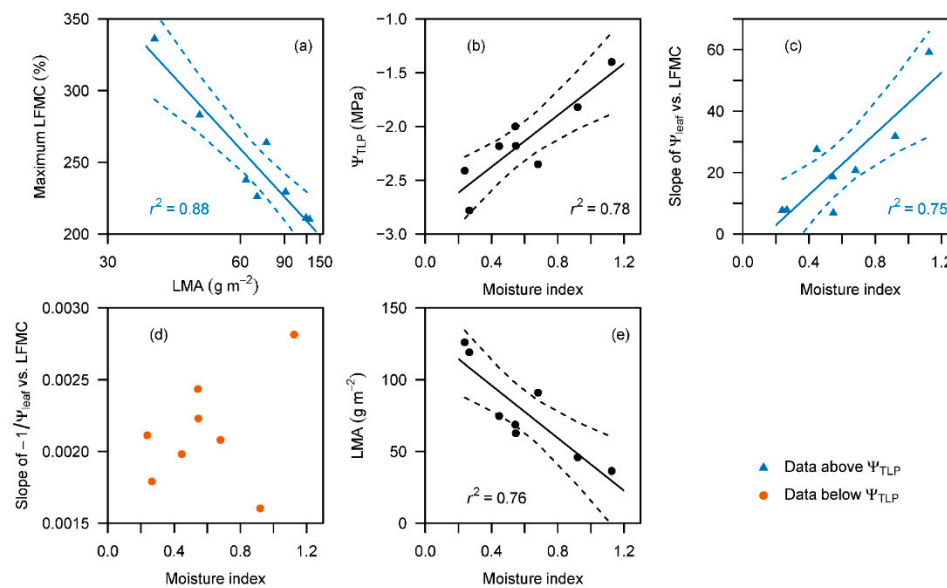 350
300
250
200
Maximum LFMC (%)
(a)
r² = 0.88
30 60 90 150
LMA (g m⁻²)
−1.0
−1.5
−2.0
−2.5
−3.0
Ψ_TLP (MPa)
(b)
r² = 0.78
0.0 0.4 0.8 1.2
Moisture index
60
40
20
0
Slope of Ψ_leaf vs. LFMC
(c)
r² = 0.75
0.0 0.4 0.8 1.2
Moisture index
0.0030
0.0025
0.0020
0.0015
Slope of −1/Ψ_leaf vs. LFMC
(d)
0.0 0.4 0.8 1.2
Moisture index
150
100
50
0
LMA (g m⁻²)
(e)
r² = 0.76
0.0 0.4 0.8 1.2
Moisture index
Data above Ψ_TLP
Data below Ψ_TLP